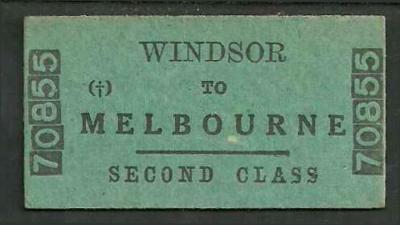 70855
WINDSOR
(†) TO
MELBOURNE
SECOND CLASS
70855